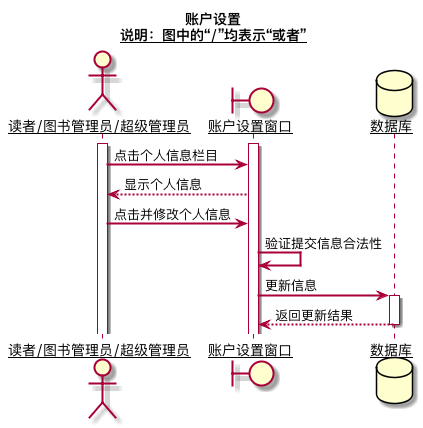 账户设置
说明：图中的“/”均表示“或者”
读者/图书管理员/超级管理员
账户设置窗口
数据库
点击个人信息栏目
显示个人信息
点击并修改个人信息
验证提交信息合法性
更新信息
返回更新结果
读者/图书管理员/超级管理员
账户设置窗口
数据库